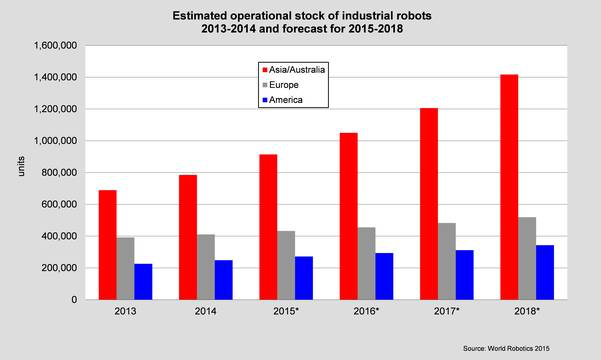 Estimated operational stock of industrial robots
2013-2014 and forecast for 2015-2018
1,600,000
1,400,000
1,200,000
1,000,000
800,000
600,000
400,000
200,000
0
units
Asia/Australia
Europe
America
2013 2014 2015* 2016* 2017* 2018*
Source: World Robotics 2015